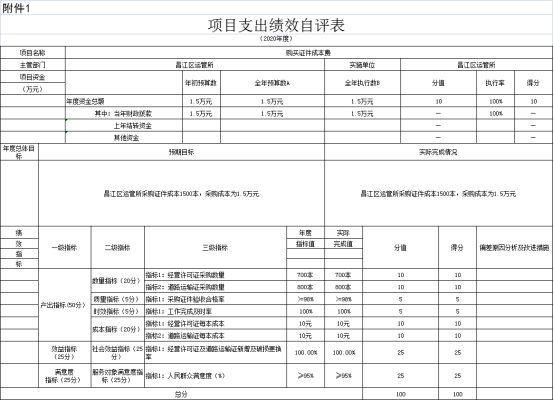 附件1
项目支出绩效自评表
（2020年度）
项目名称 购买证件成本费
主管部门 昌江区运管所 实施单位 昌江区运管所
项目资金 年初预算数 全年预算数A 全年执行数B 分值 执行率 得分
（万元）
年度资金总额 1.5万元 1.5万元 1.5万元 10 100% 10
其中：当年财政拨款 1.5万元 1.5万元 1.5万元 — 100% —
上年结转资金 — —
其他资金 — —
年度总体目标 预期目标 实际完成情况
昌江区运管所采购证件成本1500本；采购成本为1.5万元 昌江区运管所采购证件成本1500本；采购成本为1.5万元
绩 年度 实际
效 一级指标 二级指标 三级指标 指标值 完成值 分值 得分 偏差原因分析及改进措施
指
标
产出指标(50分) 数量指标（20分） 指标1：经营许可证采购数量 700本 700本 10 10
指标2：道路运输证采购数量 800本 800本 10 10
质量指标（5分） 指标1：采购证件验收合格率 >=98% >=98% 5 5
时效指标（5分） 指标1：工作完成及时率 100% 100% 5 5
成本指标（20分） 指标1：经营许可证每本成本 10元 10元 10 10
指标2：道路运输证每本成本 10元 10元 10 10
效益指标（25分） 社会效益指标（25分） 指标1：经营许可证及道路运输证新增及破损更换率 100.00% 100.00% 25 25
满意度指标（25分） 服务对象满意度指标（25分） 指标1：人民群众满意度（%） ≥95% ≥95% 25 25
总分 100 100